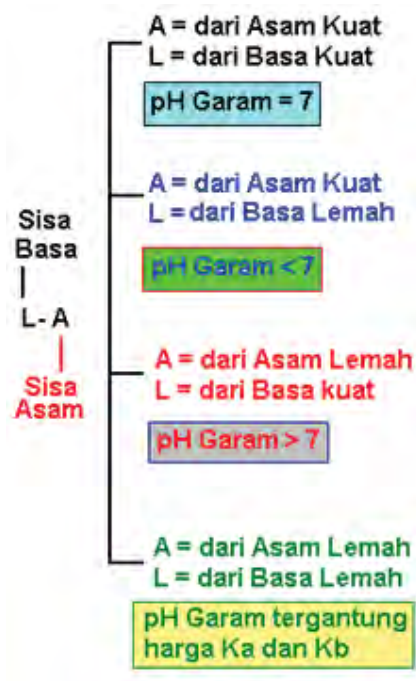 A = dari Asam Kuat
L = dari Basa Kuat
pH Garam = 7
A = dari Asam Kuat
L = dari Basa Lemah
pH Garam < 7
Sisa
Basa
L- A
Sisa
Asam
A = dari Asam Lemah
L = dari Basa kuat
pH Garam > 7
A = dari Asam Lemah
L = dari Basa Lemah
pH Garam tergantung
harga Ka dan Kb